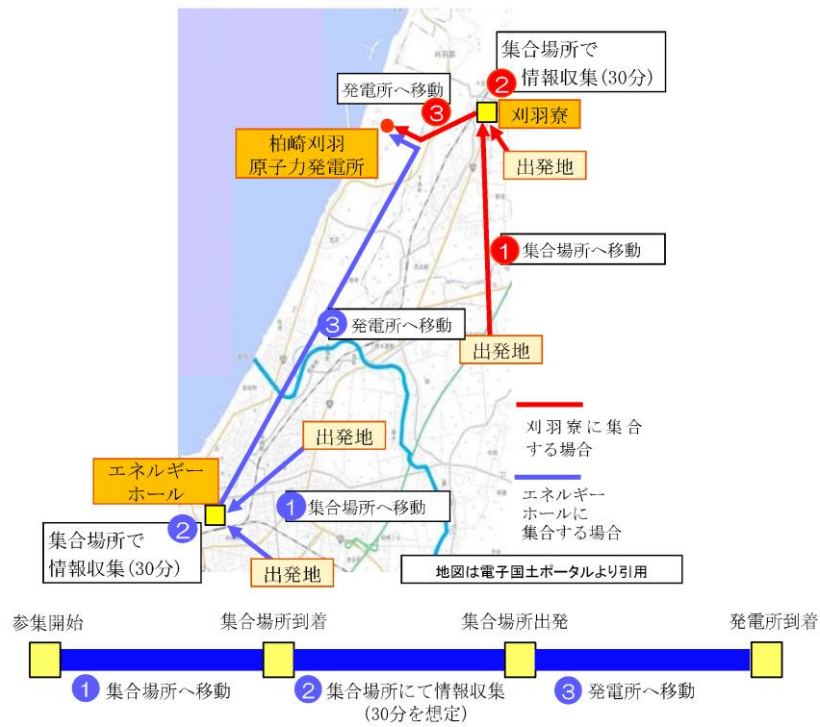 集合場所で
情報収集(30分)
発電所へ移動
2
3
刈羽寮
柏崎刈羽
原子力発電所
出発地
1
集合場所へ移動
3
発電所へ移動
出発地
刈羽寮に集合
する場合
出発地
エネルギー
ホール
エネルギー
ホールに
集合する場合
1
集合場所へ移動
2
集合場所で
情報収集(30分)
出発地
地図は電子国土ポータルより引用
参集開始
集合場所到着
集合場所出発
発電所到着
1 集合場所へ移動
2 集合場所にて情報収集
(30分を想定)
3 発電所へ移動